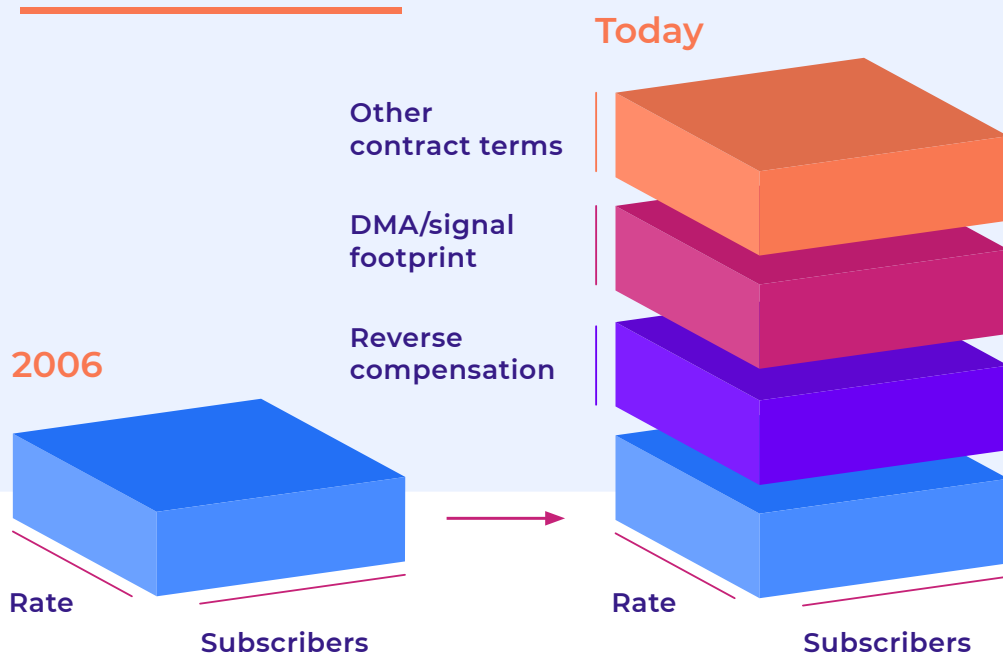 Today
Other
contract terms
DMA/signal
footprint
Reverse
compensation
2006
Rate
Subscribers
Rate
Subscribers